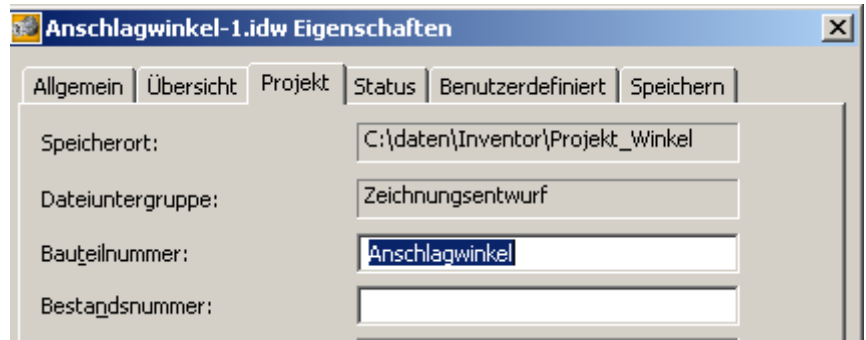 Anschlagwinkel-1.idw Eigenschaften
Allgemein Übersicht Projekt Status Benutzerdefiniert Speichern
Speicherort: C:\daten\Inventor\Projekt_Winkel
Dateiuntergruppe: Zeichnungsentwurf
Bauteilnummer: Anschlagwinkel
Bestandsnummer: